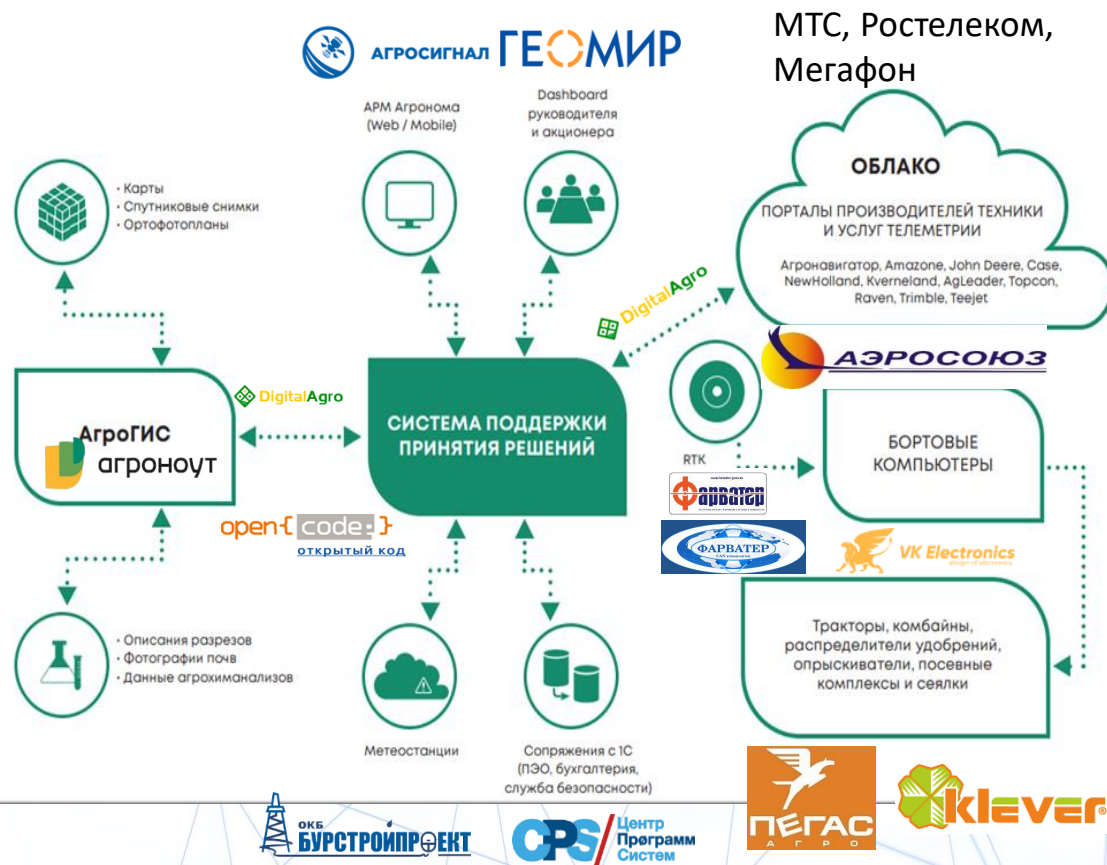 АГРОСИГНАЛ
ГЕОМИР
МТС, Ростелеком,
Мегафон
АРМ Агронома
(Web / Mobile)
Dashboard
руководителя
и акционера
ОБЛАКО
ПОРТАЛЫ ПРОИЗВОДИТЕЛЕЙ ТЕХНИКИ
И УСЛУГ ТЕЛЕМЕТРИИ
Агронавигатор, Amazone, John Deere, Case,
NewHolland, Kverneland, AgLeader, Topcon,
Raven, Trimble, Teejet
· Карты
· Спутниковые снимки
· Ортофотопланы
DigitalAgro
АЭРОСОЮЗ
DigitalAgro
АгроГИС
агроноут
СИСТЕМА ПОДДЕРЖКИ
ПРИНЯТИЯ РЕШЕНИЙ
RTK
БОРТОВЫЕ
КОМПЬЮТЕРЫ
Фарватер
open{code:}
открытый код
ФАРВАТЕР
VK Electronics
· Описания разрезов
· Фотографии почв
· Данные агрохиманализов
Тракторы, комбайны,
распределители удобрений,
опрыскиватели, посевные
комплексы и сеялки
Метеостанции
Сопряжения с 1С
(ПЭО, бухгалтерия,
служба безопасности)
ОКБ
БУРСТРОЙПРОЕКТ
CPS
Центр
Программ
Систем
ПЕГАС
АГРО
klever®